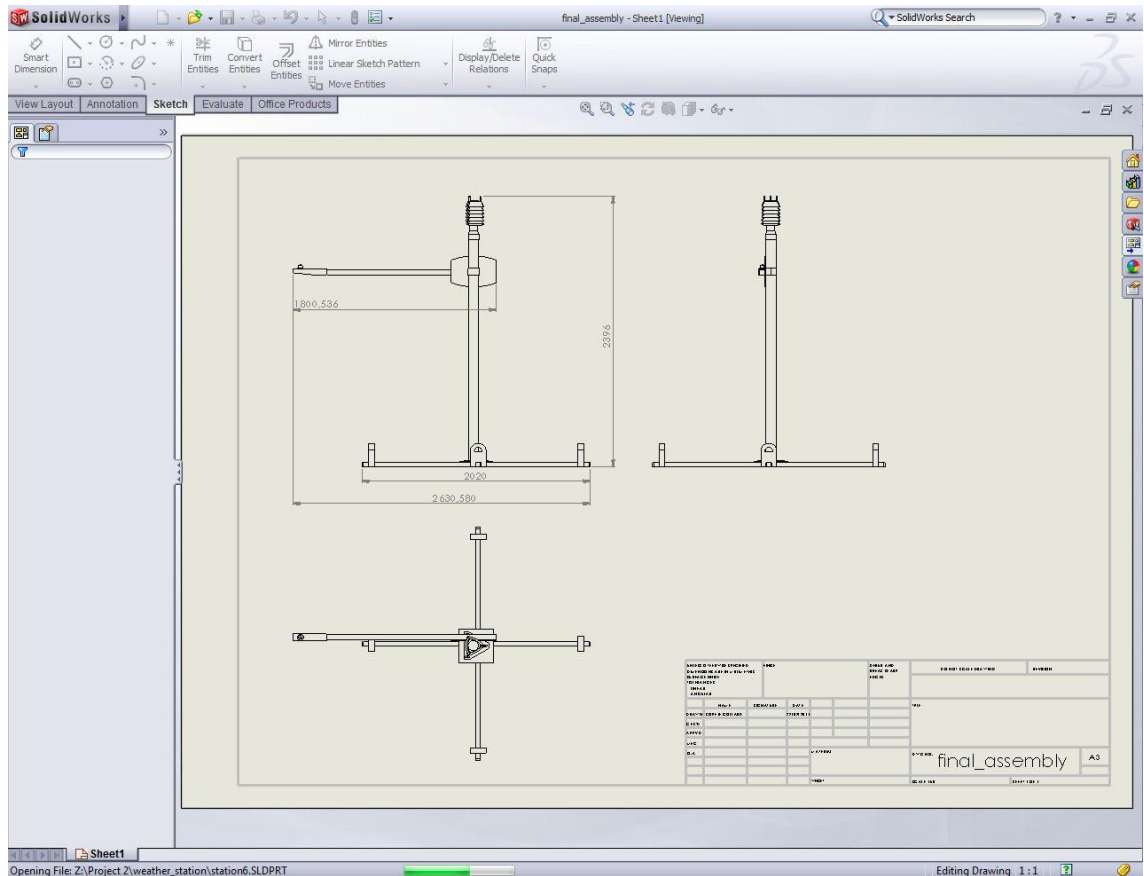 SolidWorks
final_assembly - Sheet1 [Viewing]
SolidWorks Search
?
Smart Dimension
Trim Entities
Convert Entities
Offset Entities
Mirror Entities
Linear Sketch Pattern
Move Entities
Display/Delete Relations
Quick Snaps
View Layout
Annotation
Sketch
Evaluate
Office Products
1800,536
2396
2020
2630,580
final_assembly
A3
Sheet1
Opening File: Z:\Project 2\weather_station\station6.SLDPRT
Editing Drawing 1:1